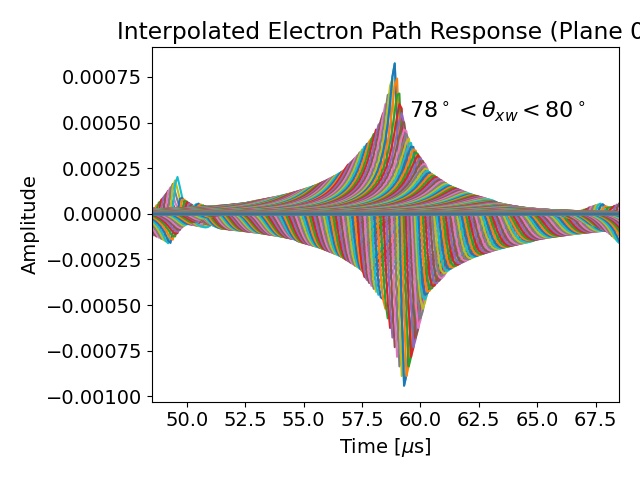 Interpolated Electron Path Response (Plane 0
78° < θxw < 80°
0.00075
0.00050
0.00025
0.00000
−0.00025
−0.00050
−0.00075
−0.00100
Amplitude
50.0 52.5 55.0 57.5 60.0 62.5 65.0 67.5
Time [μs]